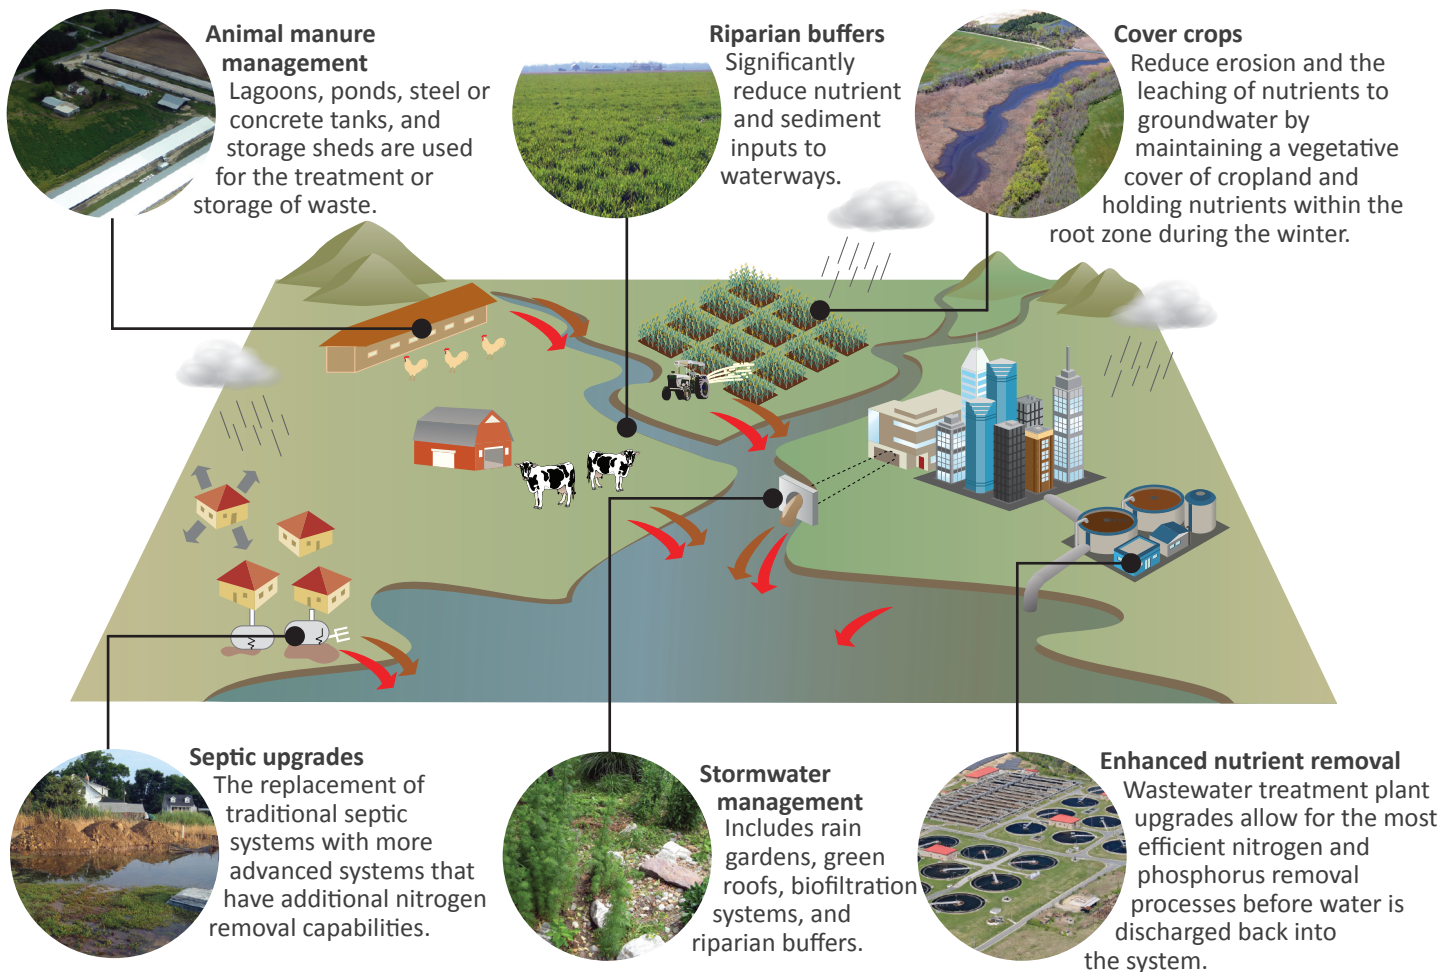 Animal manure
management
Lagoons, ponds, steel or
concrete tanks, and
storage sheds are used
for the treatment or
storage of waste.
Riparian buffers
Significantly
reduce nutrient
and sediment
inputs to
waterways.
Cover crops
Reduce erosion and the
leaching of nutrients to
groundwater by
maintaining a vegetative
cover of cropland and
holding nutrients within the
root zone during the winter.
Septic upgrades
The replacement of
traditional septic
systems with more
advanced systems that
have additional nitrogen
removal capabilities.
Stormwater
management
Includes rain
gardens, green
roofs, biofiltration
systems, and
riparian buffers.
Enhanced nutrient removal
Wastewater treatment plant
upgrades allow for the most
efficient nitrogen and
phosphorus removal
processes before water is
discharged back into
the system.